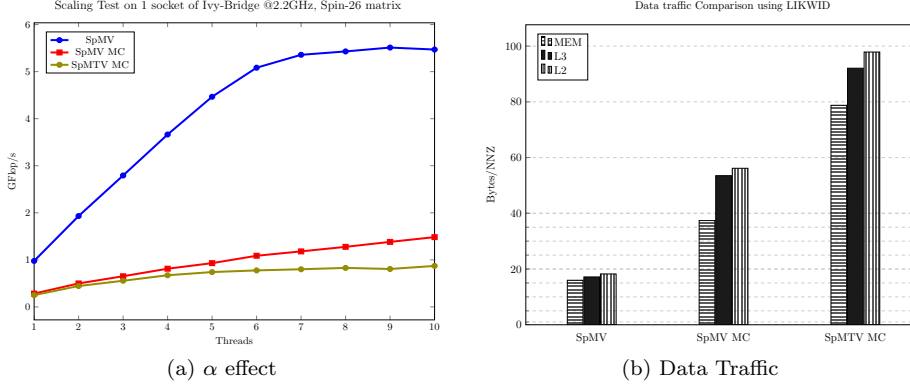 Scaling Test on 1 socket of Ivy-Bridge @2.2GHz, Spin-26 matrix
6
SpMV
SpMV MC
SpMTV MC
5
4
3
2
1
0
GFlop/s
1 2 3 4 5 6 7 8 9 10
Threads
(a) α effect
Data traffic Comparison using LIKWID
MEM
L3
L2
100
80
60
40
20
0
Bytes/NNZ
SpMV SpMV MC SpMTV MC
(b) Data Traffic